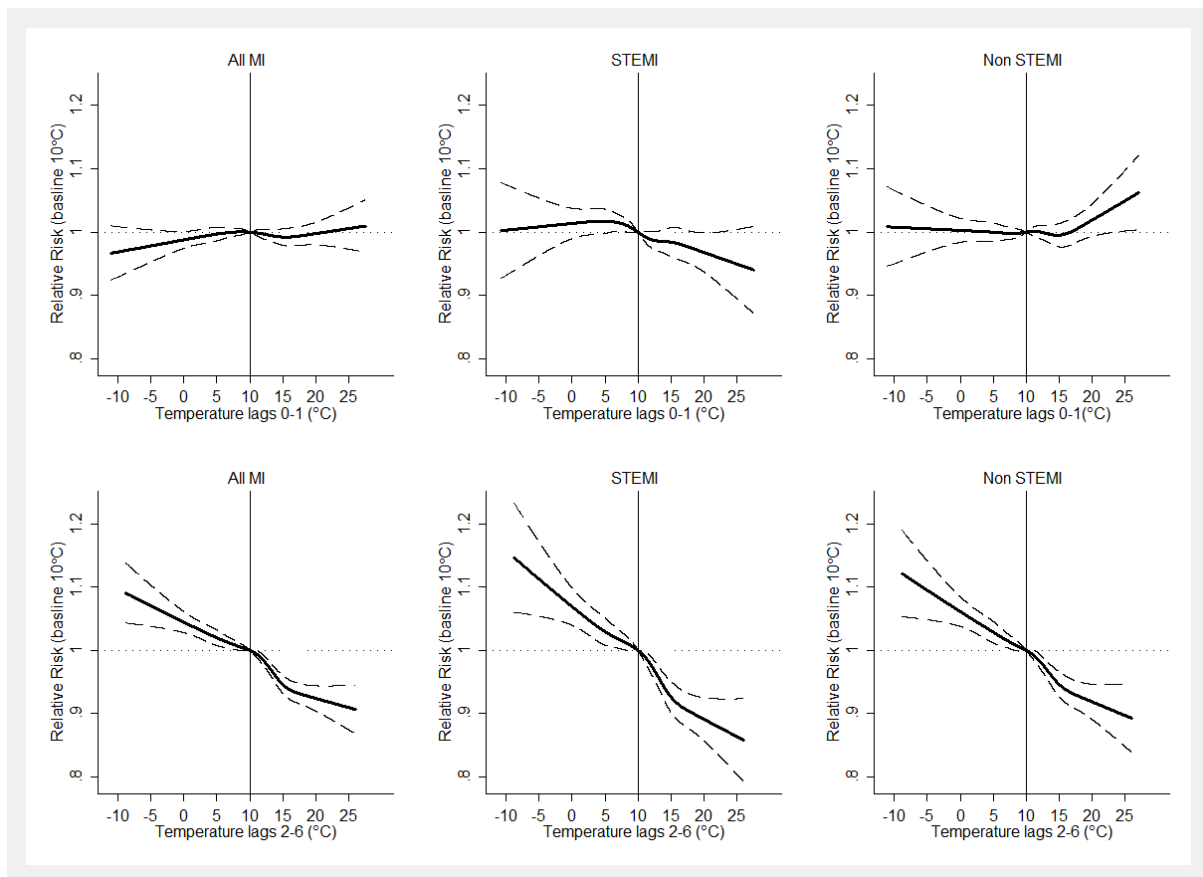 All MI
Relative Risk (basline 10°C)
1.2
1.1
1
.9
.8
-10 -5 0 5 10 15 20 25
Temperature lags 0-1 (°C)
STEMI
Relative Risk (basline 10°C)
1.2
1.1
1
.9
.8
-10 -5 0 5 10 15 20 25
Temperature lags 0-1 (°C)
Non STEMI
Relative Risk (basline 10°C)
1.2
1.1
1
.9
.8
-10 -5 0 5 10 15 20 25
Temperature lags 0-1(°C)
All MI
Relative Risk (basline 10°C)
1.2
1.1
1
.9
.8
-10 -5 0 5 10 15 20 25
Temperature lags 2-6 (°C)
STEMI
Relative Risk (basline 10°C)
1.2
1.1
1
.9
.8
-10 -5 0 5 10 15 20 25
Temperature lags 2-6 (°C)
Non STEMI
Relative Risk (basline 10°C)
1.2
1.1
1
.9
.8
-10 -5 0 5 10 15 20 25
Temperature lags 2-6 (°C)